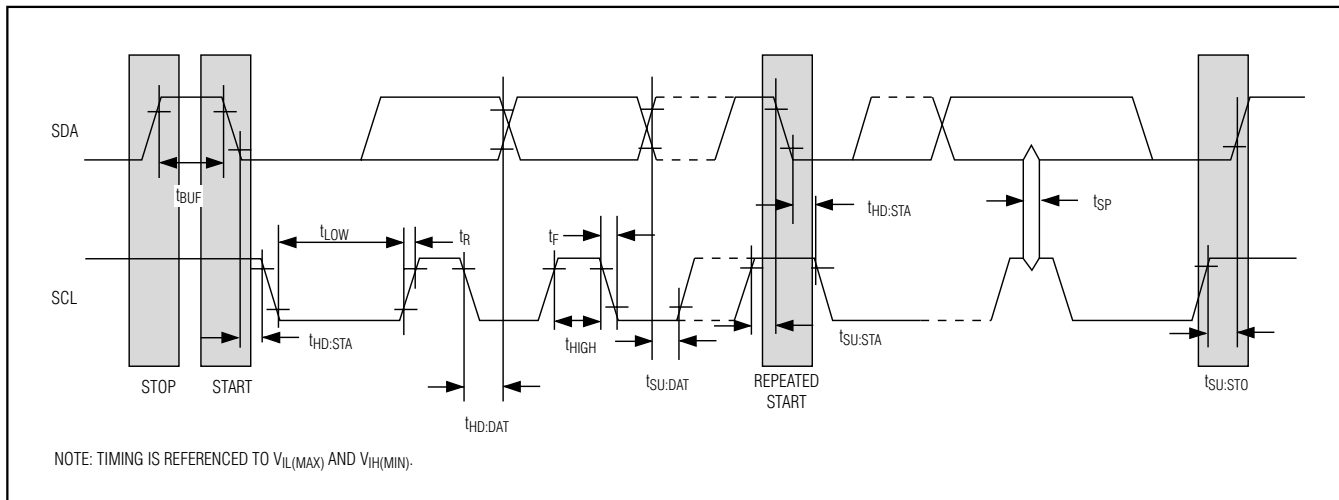 SDA
tBUF
tHD:STA
tSP
tLOW
tR
tF
SCL
tHD:STA
tHIGH
tSU:STA
STOP
START
tSU:DAT
REPEATED
START
tSU:STO
tHD:DAT
NOTE: TIMING IS REFERENCED TO VIL(MAX) AND VIH(MIN).